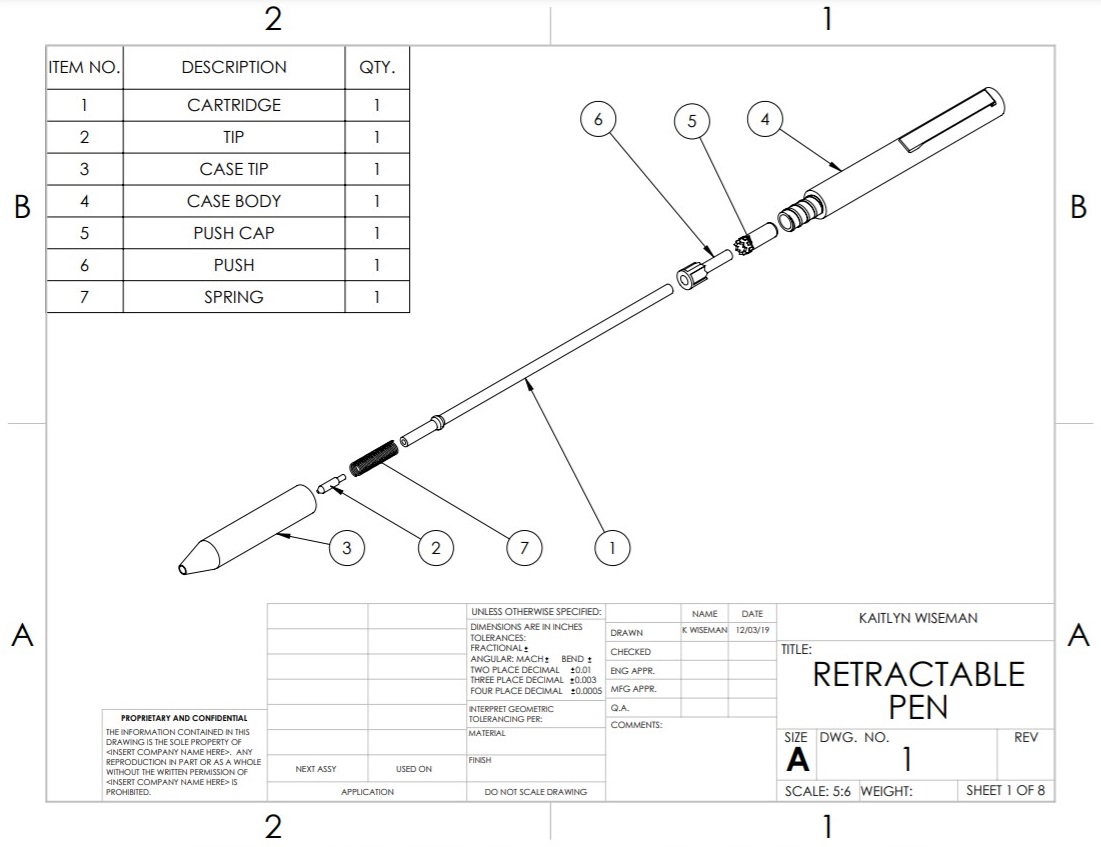 2
1
ITEM NO. DESCRIPTION QTY.
1 CARTRIDGE 1
2 TIP 1
3 CASE TIP 1
4 CASE BODY 1
5 PUSH CAP 1
6 PUSH 1
7 SPRING 1
6
5
4
B
B
3
2
7
1
A
A
PROPRIETARY AND CONFIDENTIAL
THE INFORMATION CONTAINED IN THIS
DRAWING IS THE SOLE PROPERTY OF
<INSERT COMPANY NAME HERE>. ANY
REPRODUCTION IN PART OR AS A WHOLE
WITHOUT THE WRITTEN PERMISSION OF
<INSERT COMPANY NAME HERE> IS
PROHIBITED.
NEXT ASSY
USED ON
APPLICATION
UNLESS OTHERWISE SPECIFIED:
DIMENSIONS ARE IN INCHES
TOLERANCES:
FRACTIONAL ±
ANGULAR: MACH ± BEND ±
TWO PLACE DECIMAL ±0.01
THREE PLACE DECIMAL ±0.003
FOUR PLACE DECIMAL ±0.0005
INTERPRET GEOMETRIC
TOLERANCING PER:
MATERIAL
FINISH
DO NOT SCALE DRAWING
NAME DATE
DRAWN K WISEMAN 12/03/19
CHECKED
ENG APPR.
MFG APPR.
Q.A.
COMMENTS:
KAITLYN WISEMAN
TITLE:
RETRACTABLE
PEN
SIZE DWG. NO. REV
A 1
SCALE: 5:6 WEIGHT: SHEET 1 OF 8
2
1